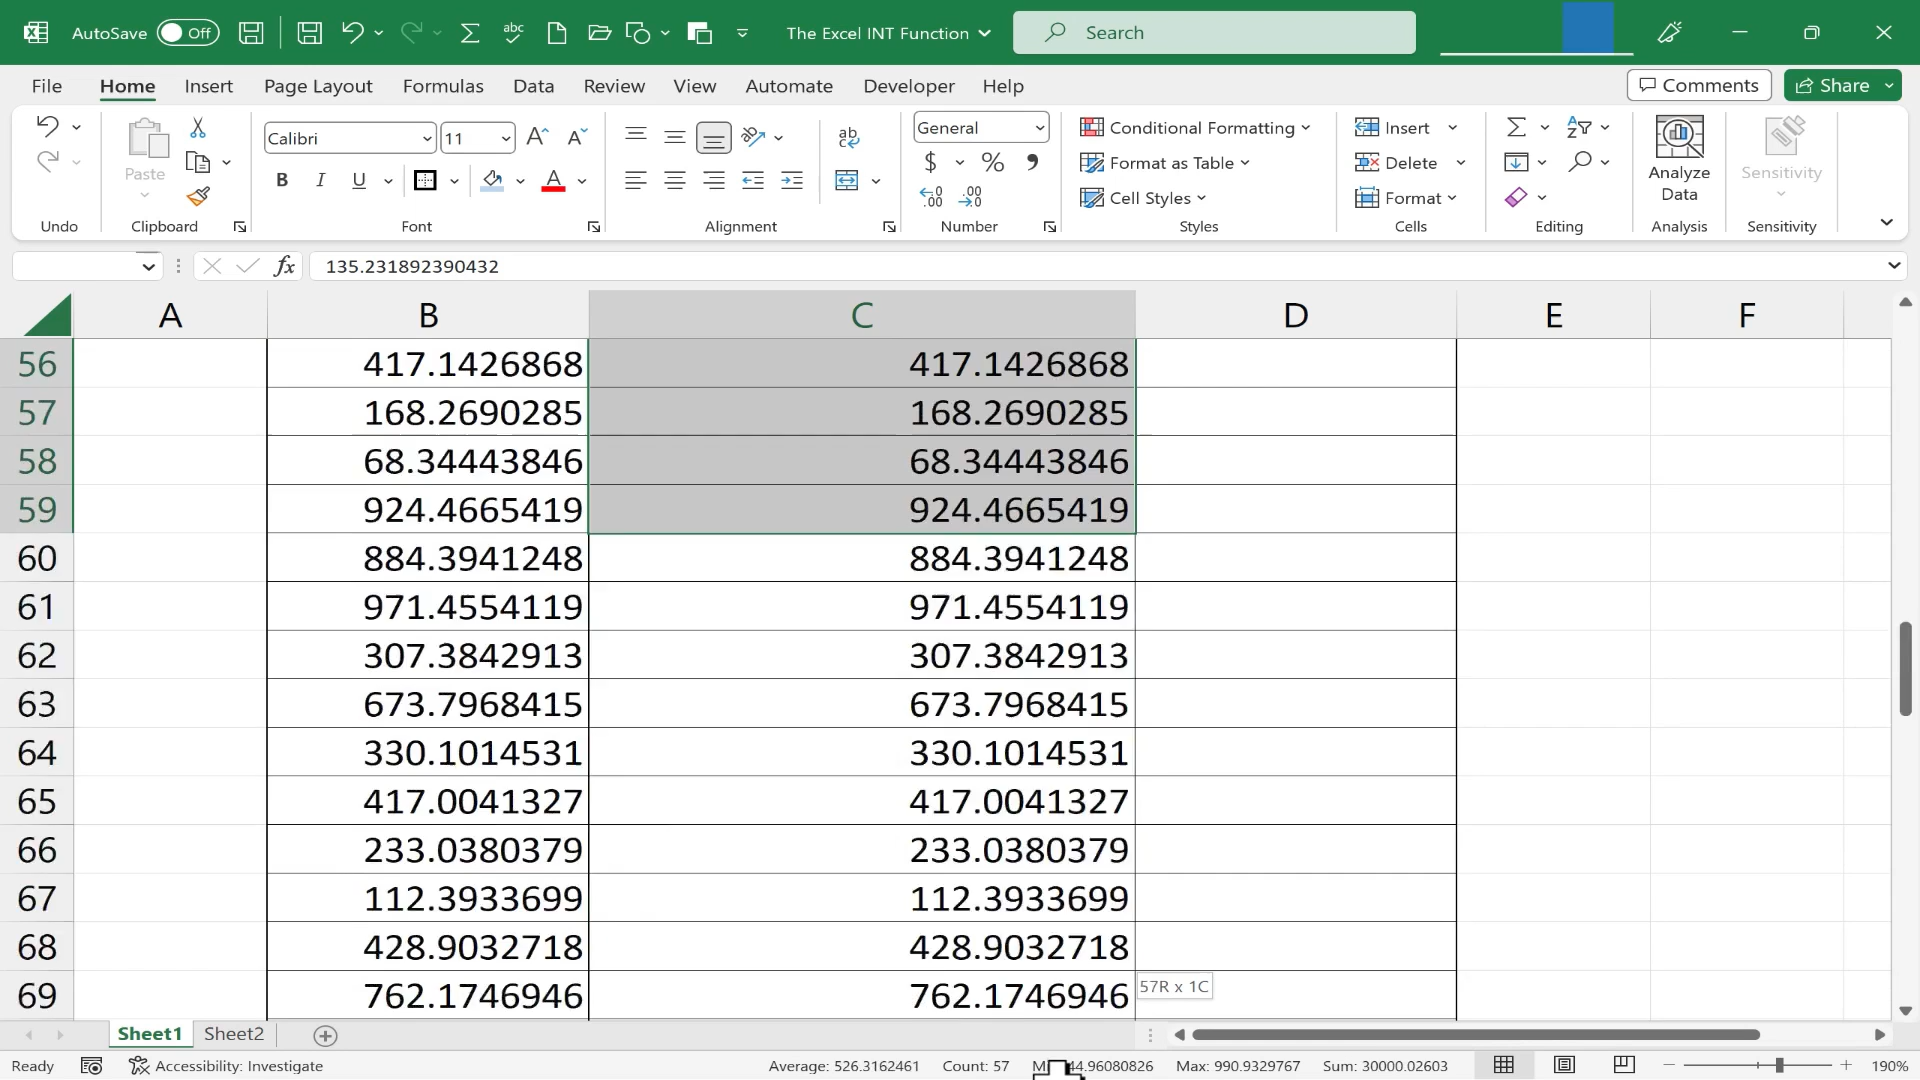 AutoSave Off The Excel INT Function Search
File Home Insert Page Layout Formulas Data Review View Automate Developer Help Comments Share
Calibri 11 General Conditional Formatting Insert
Paste B I U $ % Format as Table Delete Analyze Data Sensitivity
Cell Styles Format
Undo Clipboard Font Alignment Number Styles Cells Editing Analysis Sensitivity
fx 135.231892390432
A B C D E F
56 417.1426868 417.1426868
57 168.2690285 168.2690285
58 68.34443846 68.34443846
59 924.4665419 924.4665419
60 884.3941248 884.3941248
61 971.4554119 971.4554119
62 307.3842913 307.3842913
63 673.7968415 673.7968415
64 330.1014531 330.1014531
65 417.0041327 417.0041327
66 233.0380379 233.0380379
67 112.3933699 112.3933699
68 428.9032718 428.9032718
69 762.1746946 762.1746946 57R x 1C
Sheet1 Sheet2
Ready Accessibility: Investigate Average: 526.3162461 Count: 57 44.96080826 Max: 990.9329767 Sum: 30000.02603 190%